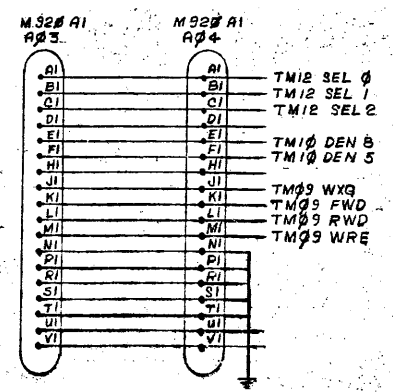 M920 A1 M920 A1
A03 A04
A1 A1 TM12 SEL 0
B1 B1 TM12 SEL 1
C1 C1 TM12 SEL 2
D1 D1
E1 E1 TM10 DEN 8
F1 F1 TM10 DEN 5
H1 H1
J1 J1 TM09 WXG
K1 K1 TM09 FWD
L1 L1 TM09 RWD
M1 M1 TM09 WRE
N1 N1
P1 P1
R1 R1
S1 S1
T1 T1
U1 U1
V1 V1